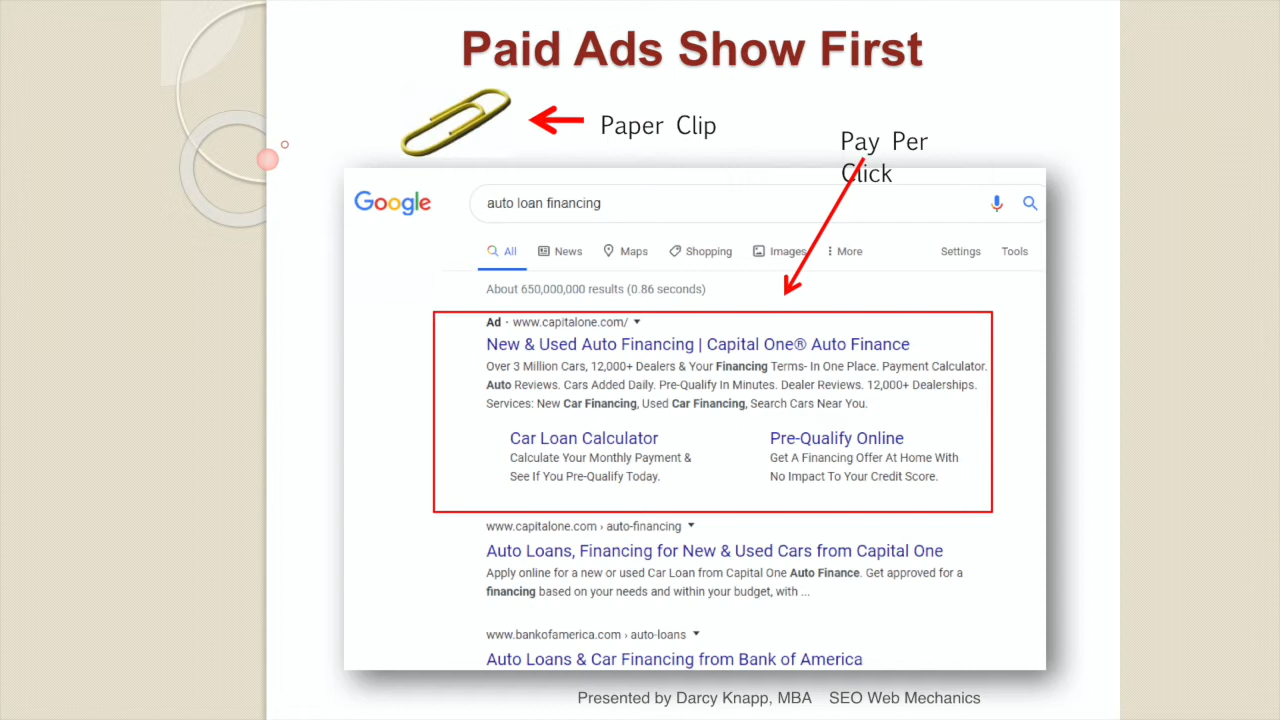 Paid Ads Show First
Paper Clip
Pay Per
Click
Google
auto loan financing
All News Maps Shopping Images More Settings Tools
About 650,000,000 results (0.86 seconds)
Ad · www.capitalone.com/
New & Used Auto Financing | Capital One® Auto Finance
Over 3 Million Cars, 12,000+ Dealers & Your Financing Terms- In One Place. Payment Calculator.
Auto Reviews. Cars Added Daily. Pre-Qualify In Minutes. Dealer Reviews. 12,000+ Dealerships.
Services: New Car Financing, Used Car Financing, Search Cars Near You.
Car Loan Calculator
Calculate Your Monthly Payment &
See If You Pre-Qualify Today.
Pre-Qualify Online
Get A Financing Offer At Home With
No Impact To Your Credit Score.
www.capitalone.com › auto-financing
Auto Loans, Financing for New & Used Cars from Capital One
Apply online for a new or used Car Loan from Capital One Auto Finance. Get approved for a
financing based on your needs and within your budget, with ...
www.bankofamerica.com › auto-loans
Auto Loans & Car Financing from Bank of America
Presented by Darcy Knapp, MBA SEO Web Mechanics